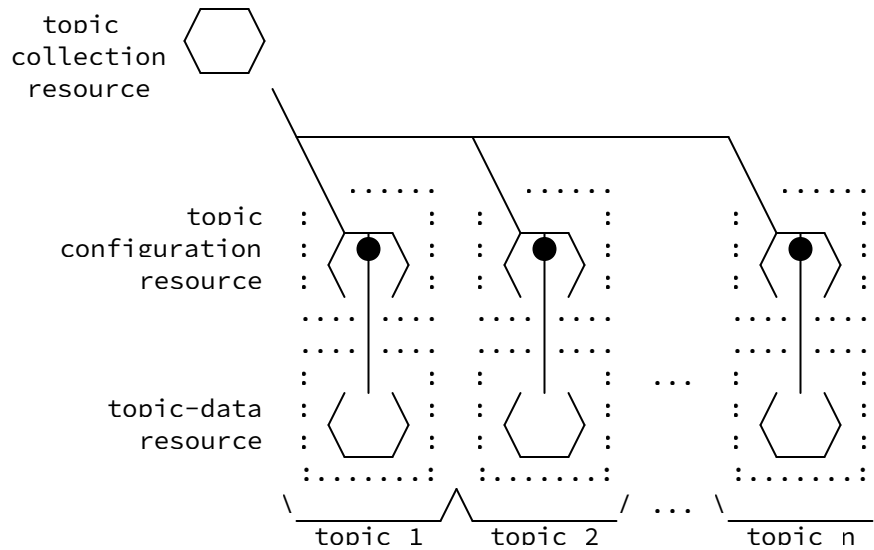 topic
collection
resource
topic
configuration
resource
...
topic-data
resource
...
topic 1
topic 2
topic n